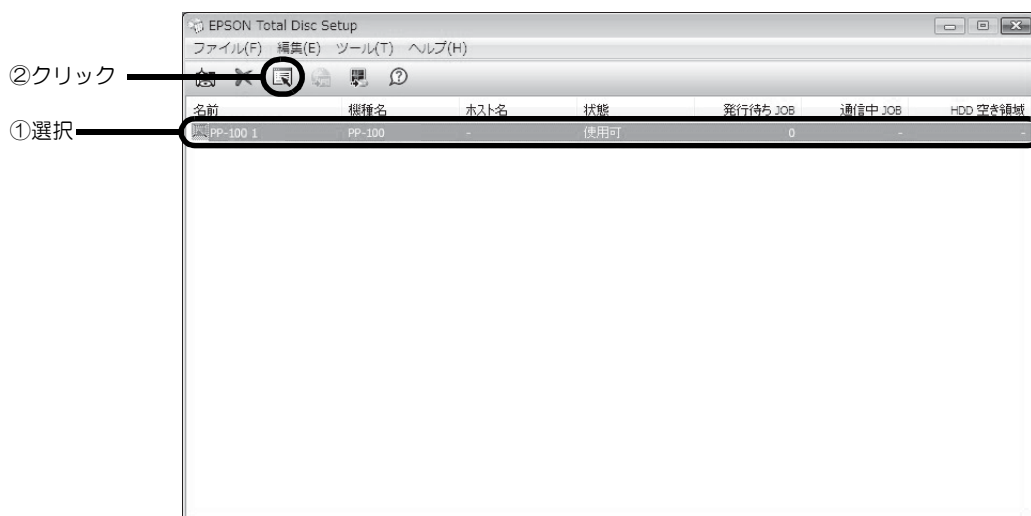 EPSON Total Disc Setup
ファイル(F) 編集(E) ツール(T) ヘルプ(H)
②クリック
名前 機種名 ホスト名 状態 発行待ち JOB 通信中 JOB HDD 空き領域
①選択
PP-100 1 PP-100 - 使用可 0 - -